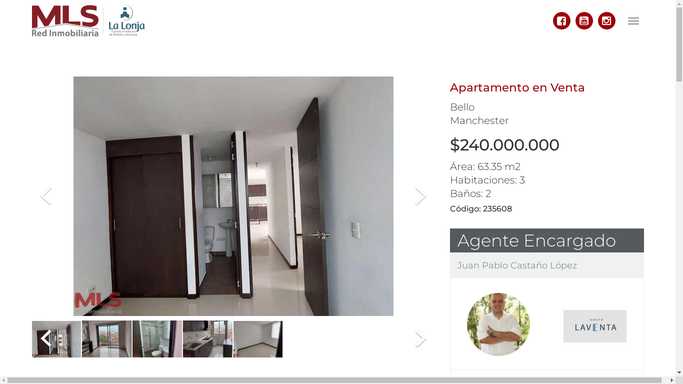 MLS
Red Inmobiliaria
La Lonja
Apartamento en Venta
Bello
Manchester
$240.000.000
Área: 63.35 m2
Habitaciones: 3
Baños: 2
Código: 235608
Agente Encargado
Juan Pablo Castaño López
MLS
LAVENTA